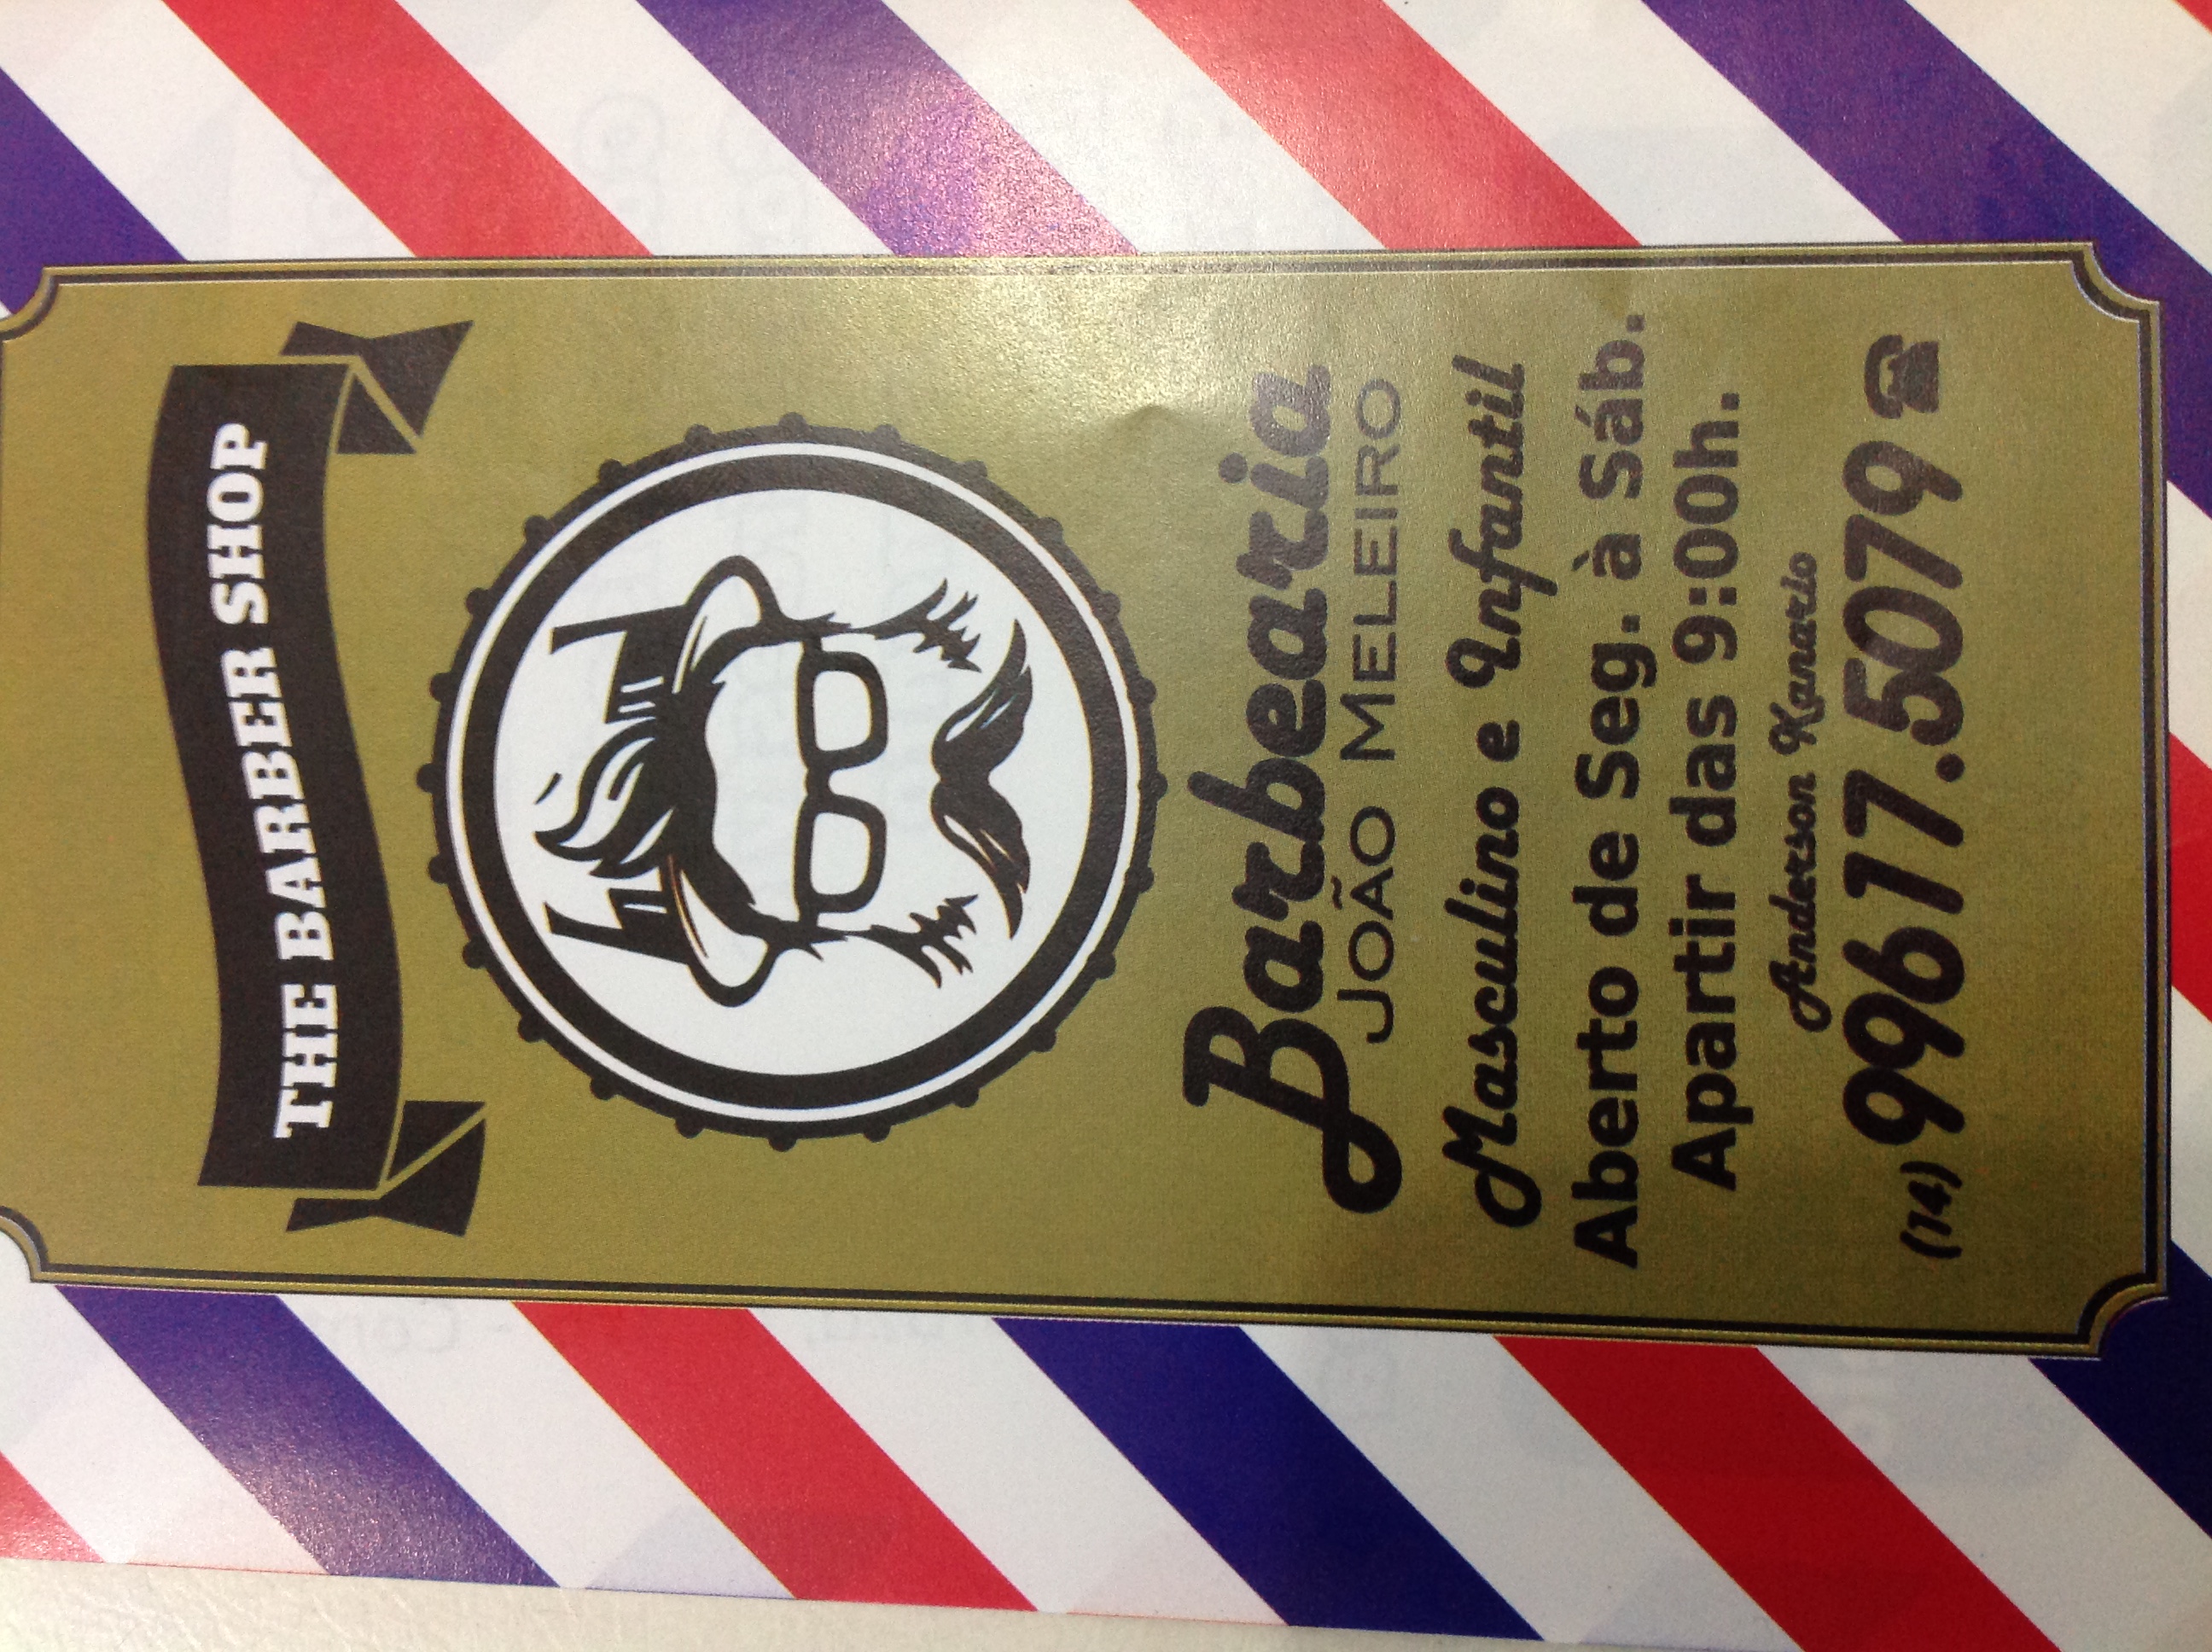 THE BARBER SHOP
Barbearia
JOÃO MELEIRO
Masculino e Infantil
Aberto de Seg. à Sáb.
Apartir das 9:00h.
Anderson Kanario
(14) 99617.5079